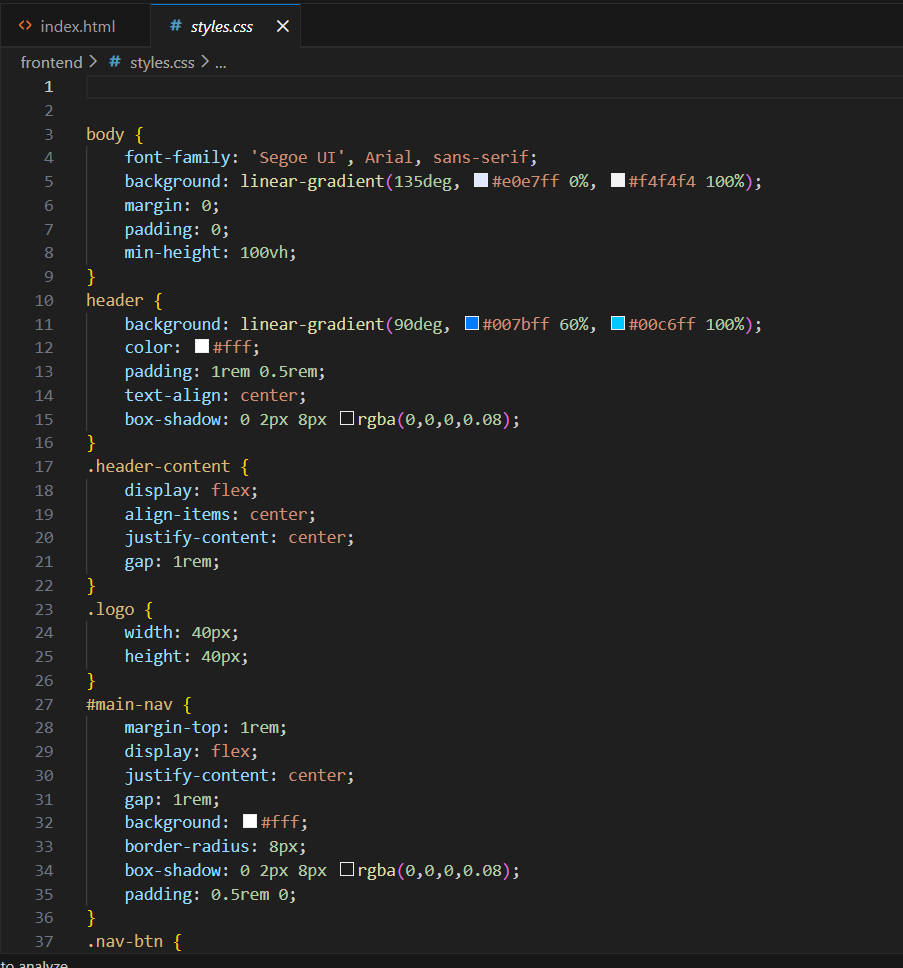 <> index.html # styles.css ×
frontend > # styles.css > ...
1
2
3 body {
4 font-family: 'Segoe UI', Arial, sans-serif;
5 background: linear-gradient(135deg, #e0e7ff 0%, #f4f4f4 100%);
6 margin: 0;
7 padding: 0;
8 min-height: 100vh;
9 }
10 header {
11 background: linear-gradient(90deg, #007bff 60%, #00c6ff 100%);
12 color: #fff;
13 padding: 1rem 0.5rem;
14 text-align: center;
15 box-shadow: 0 2px 8px rgba(0,0,0,0.08);
16 }
17 .header-content {
18 display: flex;
19 align-items: center;
20 justify-content: center;
21 gap: 1rem;
22 }
23 .logo {
24 width: 40px;
25 height: 40px;
26 }
27 #main-nav {
28 margin-top: 1rem;
29 display: flex;
30 justify-content: center;
31 gap: 1rem;
32 background: #fff;
33 border-radius: 8px;
34 box-shadow: 0 2px 8px rgba(0,0,0,0.08);
35 padding: 0.5rem 0;
36 }
37 .nav-btn {
to analyze